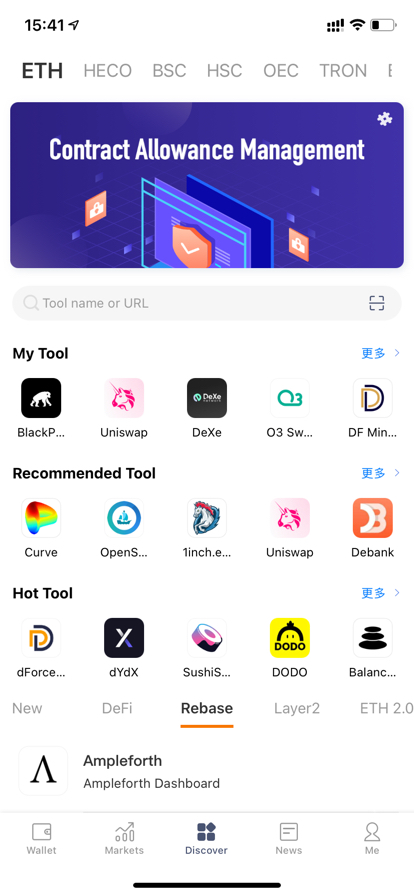 15:41
ETH HECO BSC HSC OEC TRON
Contract Allowance Management
Tool name or URL
My Tool 更多
BlackP... Uniswap DeXe O3 Sw... DF Min...
Recommended Tool 更多
Curve OpenS... 1inch.e... Uniswap Debank
Hot Tool 更多
dForce... dYdX SushiS... DODO Balanc...
New DeFi Rebase Layer2 ETH 2.0
Ampleforth
Ampleforth Dashboard
Wallet Markets Discover News Me